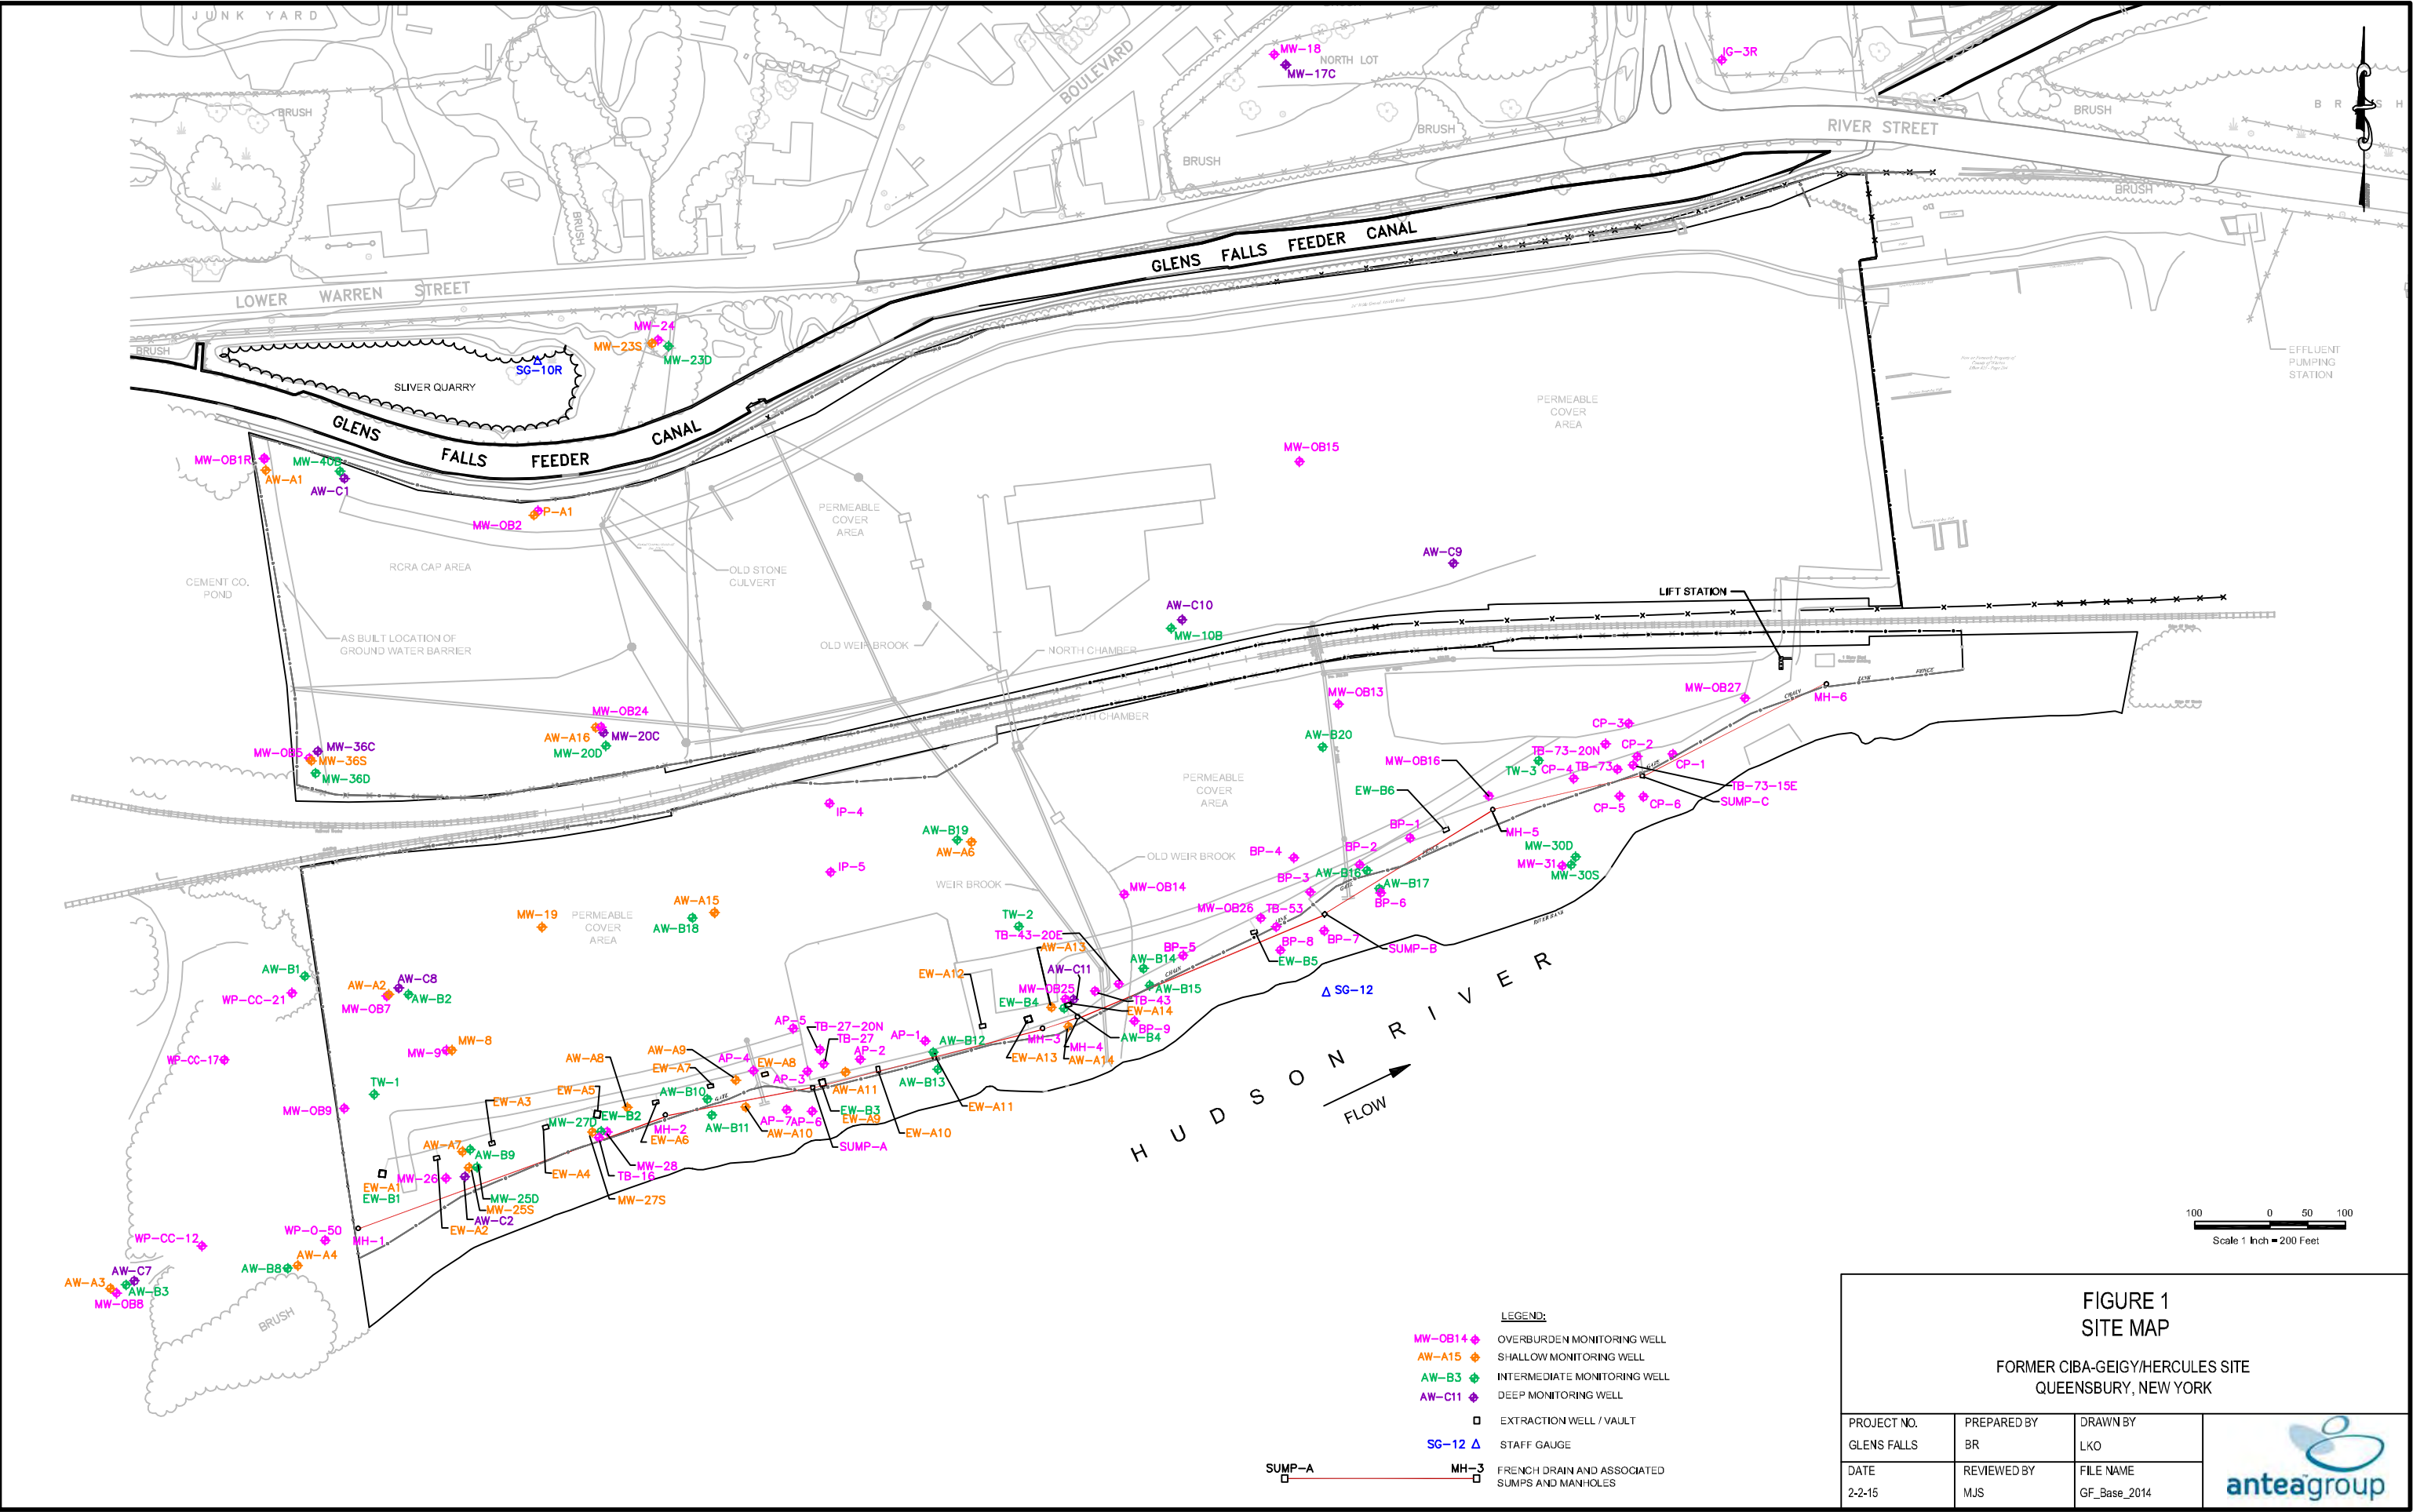 JUNK YARD
BOULEVARD
MW-18
NORTH LOT
MW-17C
IG-3R
BRUSH
BRUSH
BRUSH
BRUSH
BRUSH
BRUSH
BRUSH
BRUSH
RIVER STREET
LOWER WARREN STREET
GLENS FALLS FEEDER CANAL
MW-24
MW-23S
MW-23D
SG-10R
SLIVER QUARRY
GLENS FALLS FEEDER CANAL
EFFLUENT
PUMPING
STATION
PERMEABLE
COVER
AREA
MW-OB15
MW-OB1R
AW-A1
MW-40D
AW-C1
MW-OB2
P-A1
PERMEABLE
COVER
AREA
RCRA CAP AREA
OLD STONE
CULVERT
CEMENT CO.
POND
AW-C9
AW-C10
MW-10B
LIFT STATION
AS BUILT LOCATION OF
GROUND WATER BARRIER
OLD WEIR BROOK
NORTH CHAMBER
SOUTH CHAMBER
MW-OB24
AW-A16
MW-20C
MW-20D
MW-OB5
MW-36C
MW-36S
MW-36D
MW-OB13
AW-B20
MW-OB27
MH-6
CHAIN LINK FENCE
CP-3
TB-73-20N
CP-2
CP-1
TW-3
CP-4
TB-73
TB-73-15E
SUMP-C
CP-5
CP-6
MW-OB16
EW-B6
MH-5
PERMEABLE
COVER
AREA
IP-4
IP-5
AW-B19
AW-A6
OLD WEIR BROOK
WEIR BROOK
BP-1
BP-2
BP-4
BP-3
AW-B16
AW-B17
BP-6
MW-30D
MW-31
MW-30S
RIVER BANK
MW-OB14
MW-OB26
TB-53
BP-8
BP-7
EW-B5
SUMP-B
SG-12
MW-19
PERMEABLE
COVER
AREA
AW-A15
AW-B18
TW-2
TB-43-20E
AW-A13
AW-C11
BP-5
AW-B14
AW-B15
EW-A12
MW-OB25
EW-B4
TB-43
EW-A14
BP-9
AW-B4
MH-3
MH-4
EW-A13
AW-A14
AW-B1
WP-CC-21
AW-A2
AW-C8
AW-B2
MW-OB7
MW-9
MW-8
WP-CC-17
TW-1
MW-OB9
AP-5
TB-27-20N
TB-27
AP-1
AP-2
AW-B12
AW-B13
AW-A8
AW-A9
AP-4
EW-A8
EW-A7
AP-3
AW-B10
AW-A11
EW-A11
EW-A5
EW-A3
MW-27D
EW-B2
EW-B3
EW-A9
EW-A10
MH-2
EW-A6
AW-B11
AW-A10
AP-7
AP-6
SUMP-A
AW-A7
AW-B9
EW-A4
MW-28
TB-16
MW-27S
MW-26
EW-A1
EW-B1
MW-25D
MW-25S
AW-C2
EW-A2
WP-O-50
MH-1
WP-CC-12
AW-B8
AW-A4
AW-A3
AW-C7
AW-B3
MW-OB8
BRUSH
HUDSON RIVER
FLOW
100 0 50 100
Scale 1 Inch = 200 Feet
LEGEND:
MW-OB14 OVERBURDEN MONITORING WELL
AW-A15 SHALLOW MONITORING WELL
AW-B3 INTERMEDIATE MONITORING WELL
AW-C11 DEEP MONITORING WELL
EXTRACTION WELL / VAULT
SG-12 STAFF GAUGE
SUMP-A MH-3 FRENCH DRAIN AND ASSOCIATED
SUMPS AND MANHOLES
FIGURE 1
SITE MAP
FORMER CIBA-GEIGY/HERCULES SITE
QUEENSBURY, NEW YORK
PROJECT NO. PREPARED BY DRAWN BY
GLENS FALLS BR LKO
DATE REVIEWED BY FILE NAME
2-2-15 MJS GF_Base_2014
anteagroup